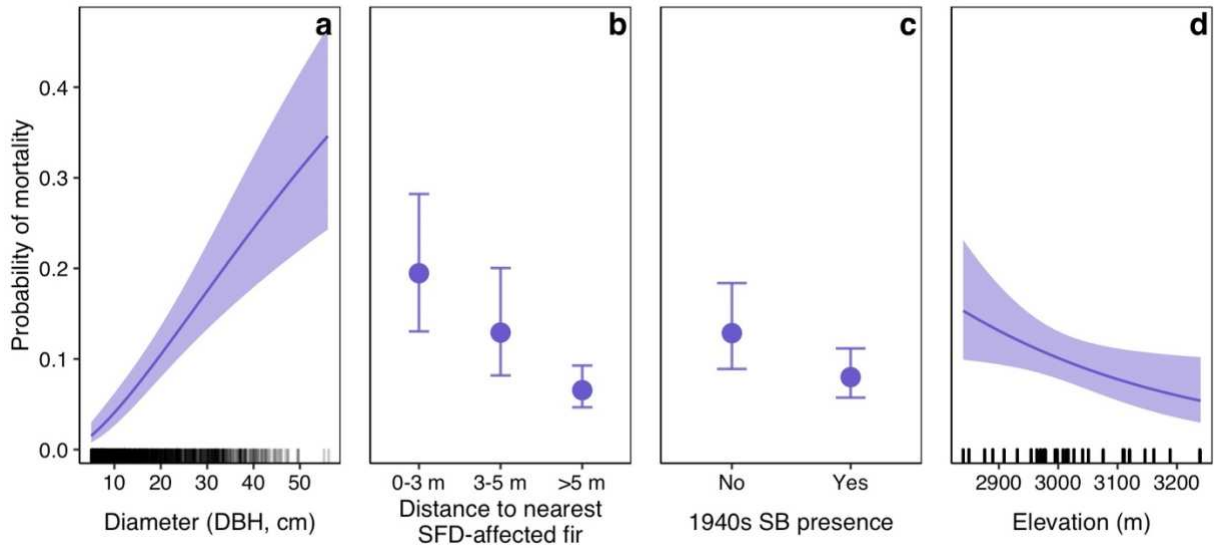 a
b
c
d
Probability of mortality
0.4
0.3
0.2
0.1
0.0
10 20 30 40 50
Diameter (DBH, cm)
0-3 m 3-5 m >5 m
Distance to nearest
SFD-affected fir
No Yes
1940s SB presence
2900 3000 3100 3200
Elevation (m)